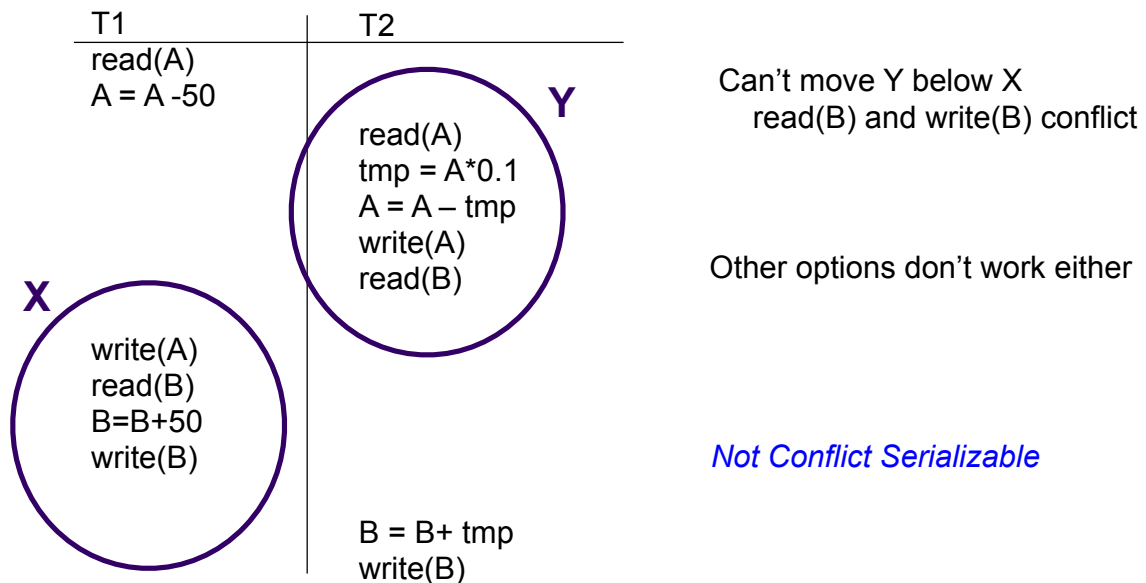 T1
T2
read(A)
A = A -50
Y
read(A)
tmp = A*0.1
A = A – tmp
write(A)
read(B)
X
write(A)
read(B)
B=B+50
write(B)
B = B+ tmp
write(B)
Can’t move Y below X
read(B) and write(B) conflict
Other options don’t work either
Not Conflict Serializable